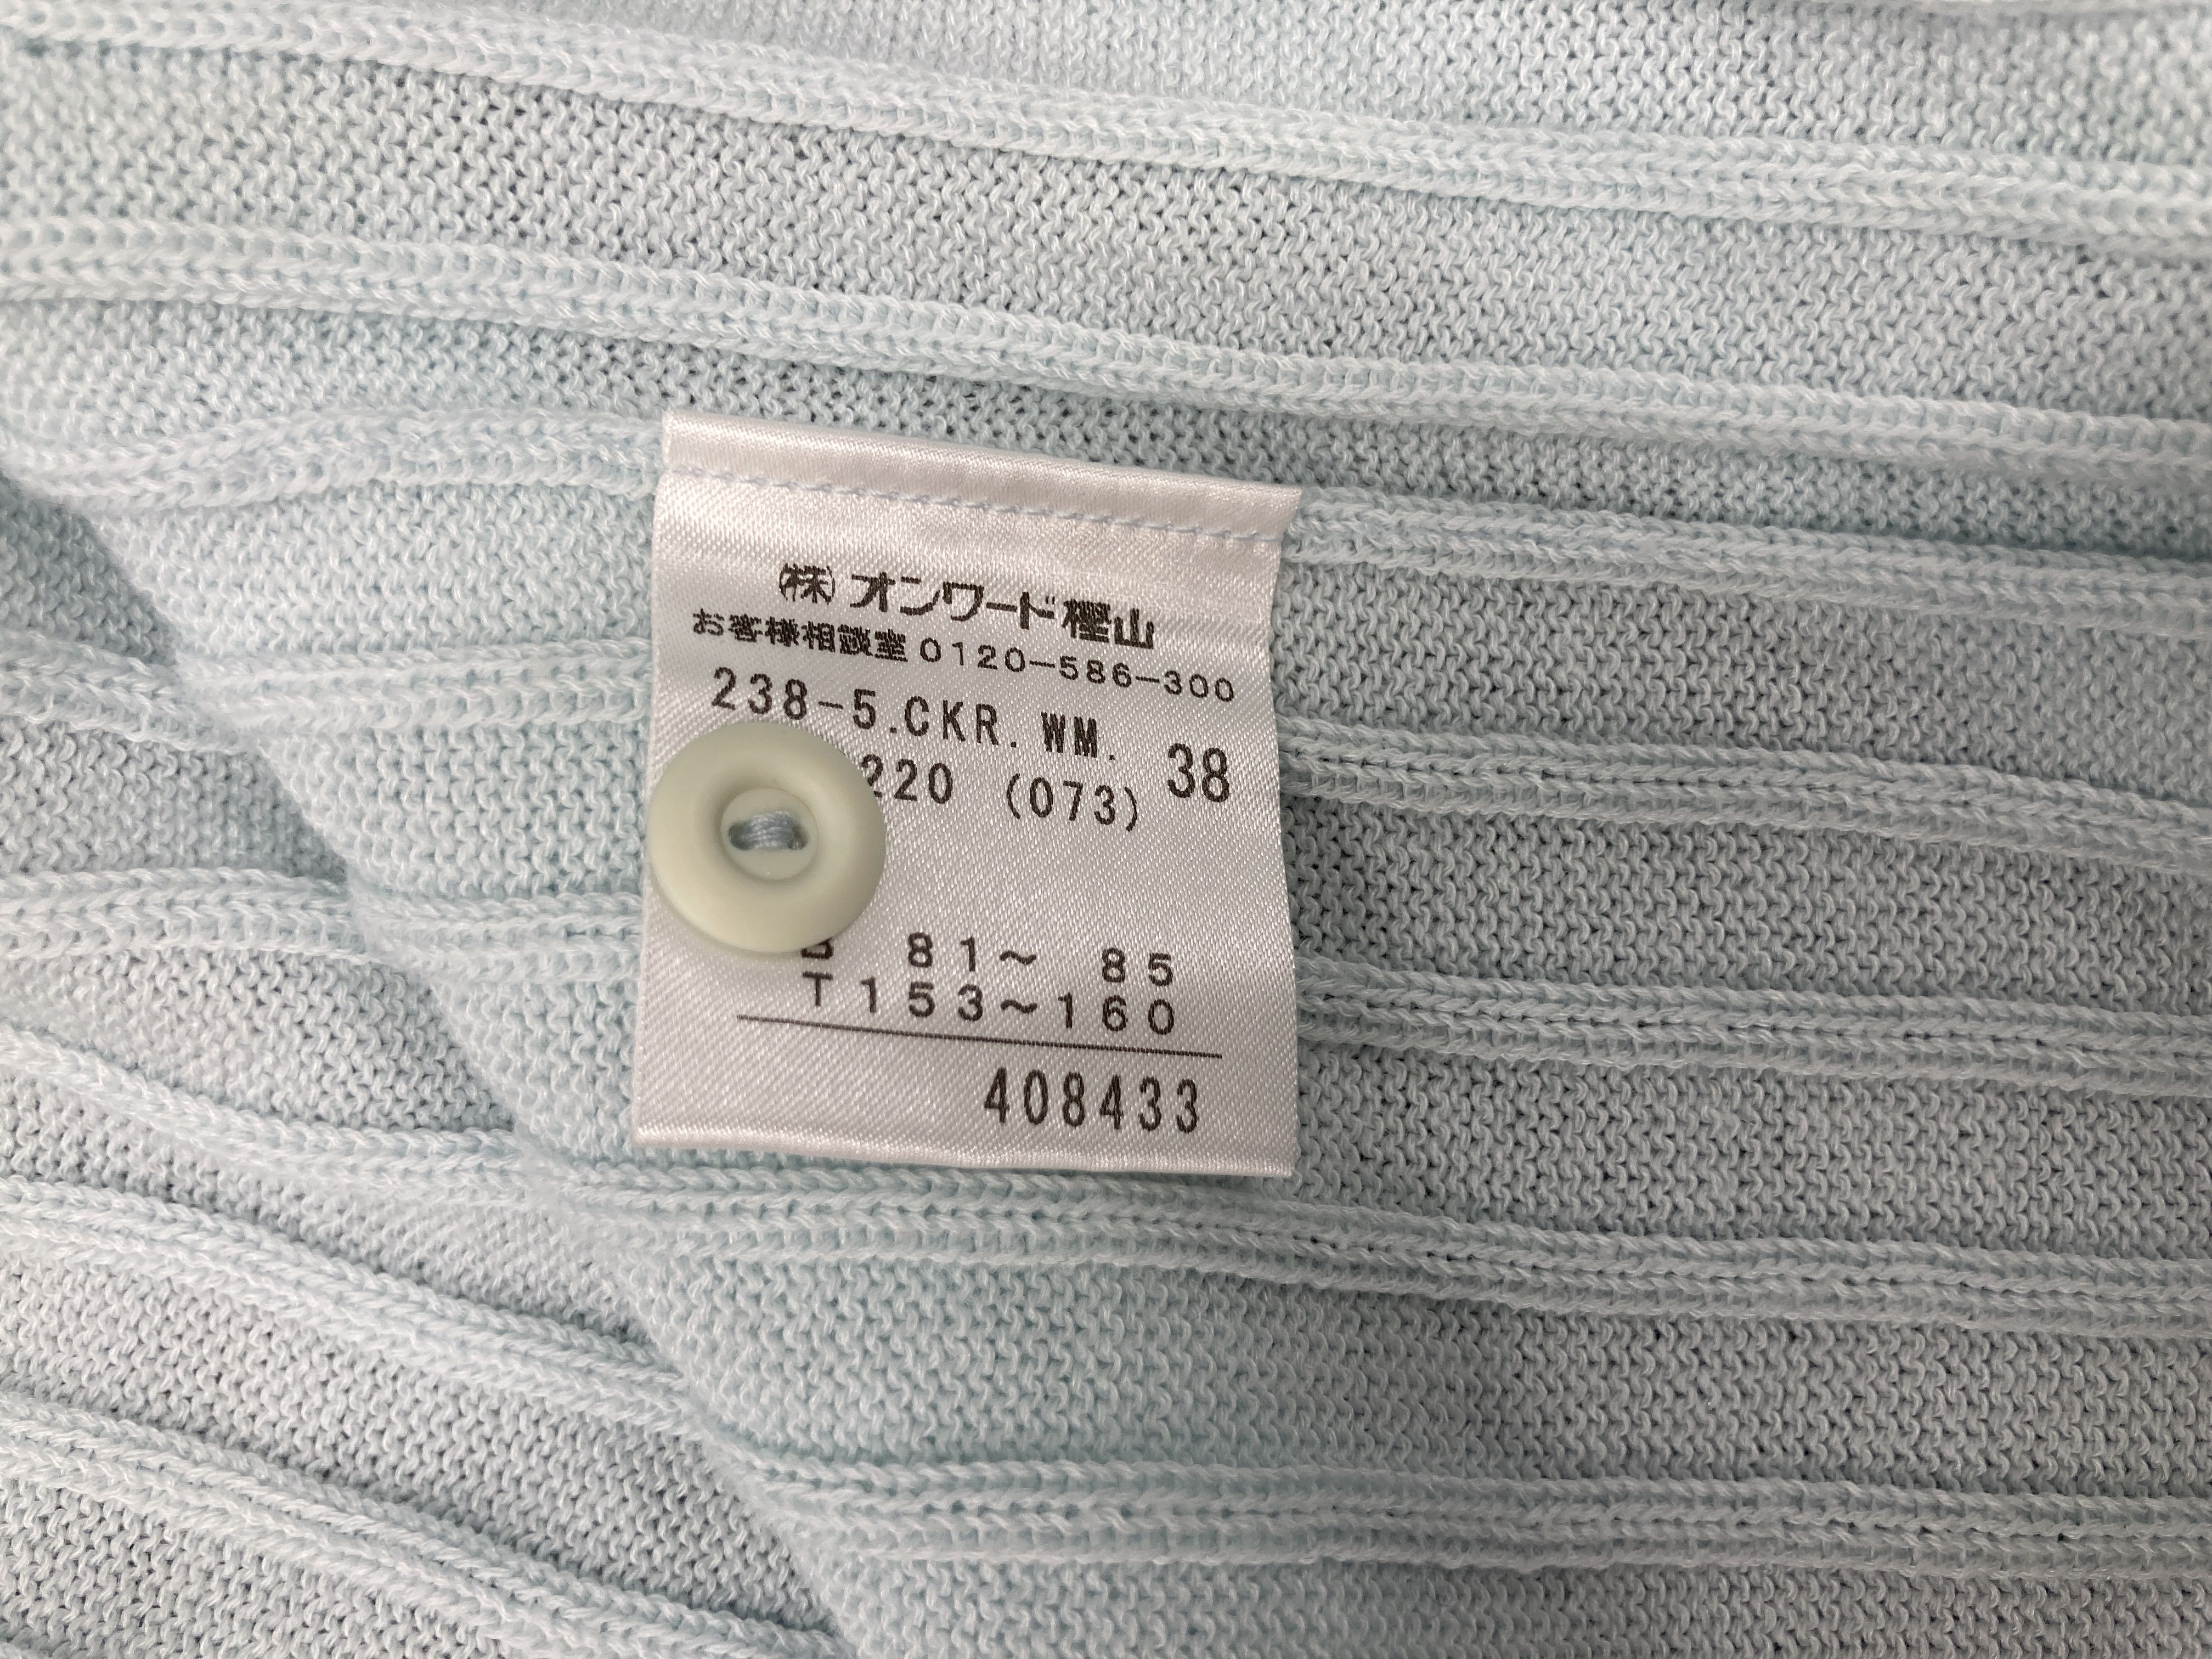 ㈱ オンワード樫山
お客様相談室 0120-586-300
238-5.CKR. WM. 38
220 (073)
B 81~ 85
T 153~160
408433